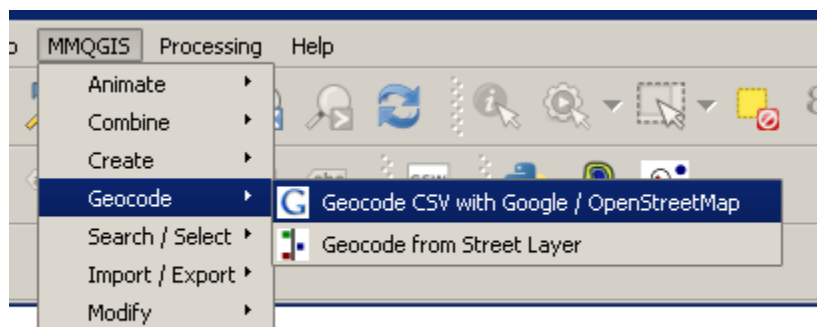 MMQGIS Processing Help
Animate
Combine
Create
Geocode
Geocode CSV with Google / OpenStreetMap
Search / Select
Geocode from Street Layer
Import / Export
Modify